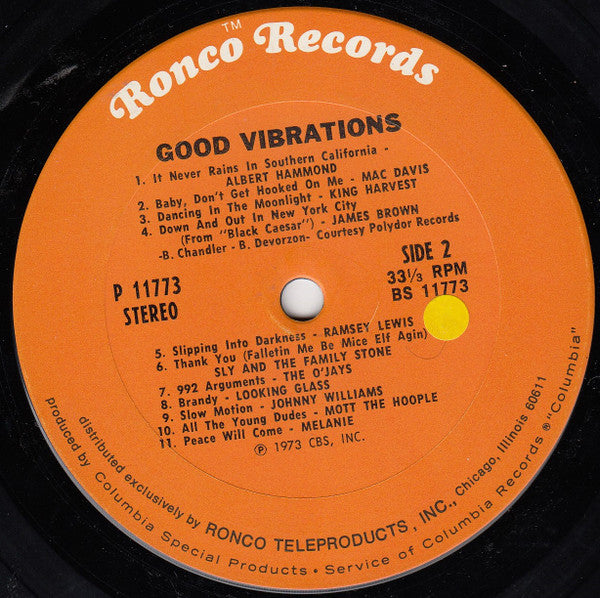 Ronco™ Records
GOOD VIBRATIONS
1. It Never Rains In Southern California -
ALBERT HAMMOND
2. Baby, Don't Get Hooked On Me - MAC DAVIS
3. Dancing In The Moonlight - KING HARVEST
4. Down And Out In New York City
(From "Black Caesar") - JAMES BROWN
-B. Chandler - B. Devorzon- Courtesy Polydor Records
P 11773
STEREO
SIDE 2
33⅓ RPM
BS 11773
5. Slipping Into Darkness - RAMSEY LEWIS
6. Thank You (Falletin Me Be Mice Elf Agin)
SLY AND THE FAMILY STONE
7. 992 Arguments - THE O'JAYS
8. Brandy - LOOKING GLASS
9. Slow Motion - JOHNNY WILLIAMS
10. All The Young Dudes - MOTT THE HOOPLE
11. Peace Will Come - MELANIE
℗ 1973 CBS, INC.
distributed exclusively by RONCO TELEPRODUCTS, INC., Chicago, Illinois 60611
produced by Columbia Special Products • Service of Columbia Records ® "Columbia"